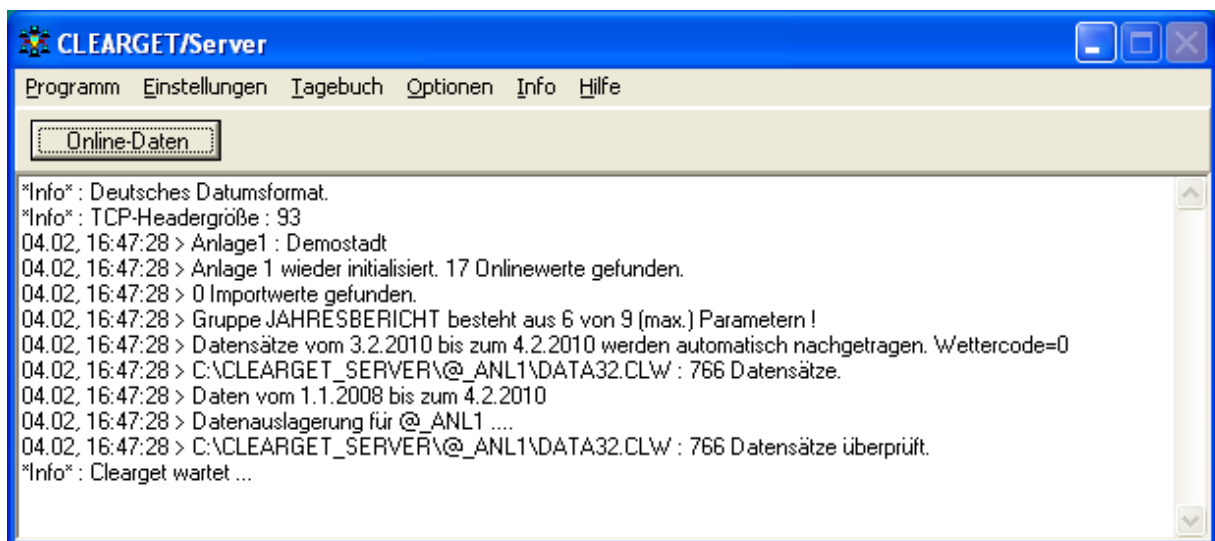 CLEARGET/Server
Programm Einstellungen Tagebuch Optionen Info Hilfe
Online-Daten
*Info* : Deutsches Datumsformat.
*Info* : TCP-Headergröße : 93
04.02, 16:47:28 > Anlage1 : Demostadt
04.02, 16:47:28 > Anlage 1 wieder initialisiert. 17 Onlinewerte gefunden.
04.02, 16:47:28 > 0 Importwerte gefunden.
04.02, 16:47:28 > Gruppe JAHRESBERICHT besteht aus 6 von 9 (max.) Parametern !
04.02, 16:47:28 > Datensätze vom 3.2.2010 bis zum 4.2.2010 werden automatisch nachgetragen. Wettercode=0
04.02, 16:47:28 > C:\CLEARGET_SERVER\@_ANL1\DATA32.CLW : 766 Datensätze.
04.02, 16:47:28 > Daten vom 1.1.2008 bis zum 4.2.2010
04.02, 16:47:28 > Datenauslagerung für @_ANL1 ....
04.02, 16:47:28 > C:\CLEARGET_SERVER\@_ANL1\DATA32.CLW : 766 Datensätze überprüft.
*Info* : Clearget wartet ...